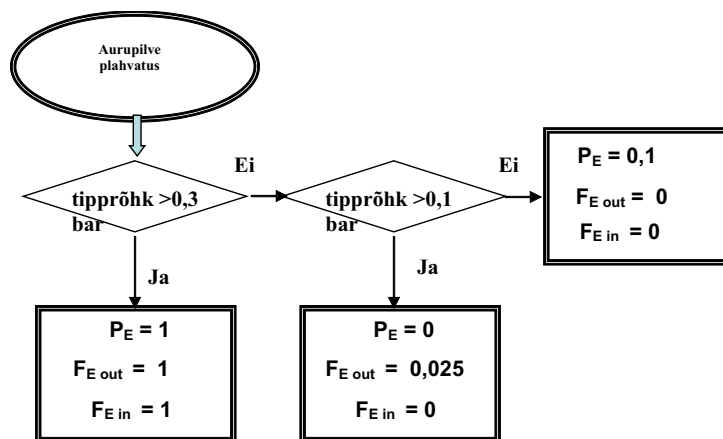 Aurupilve
plahvatus
Ei
Ei
tipprõhk >0,3
bar
tipprõhk >0,1
bar
P_E = 0,1
F_E out = 0
F_E in = 0
Ja
Ja
P_E = 1
F_E out = 1
F_E in = 1
P_E = 0
F_E out = 0,025
F_E in = 0